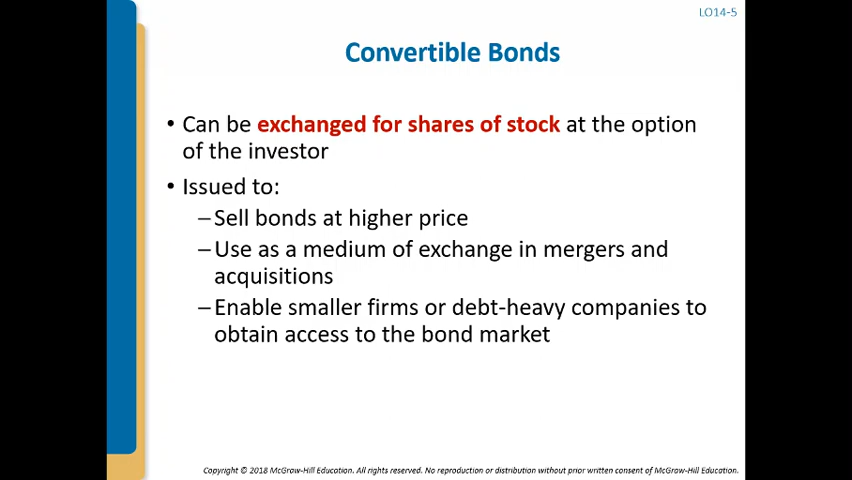 LO14-5
Convertible Bonds
• Can be exchanged for shares of stock at the option
of the investor
• Issued to:
–Sell bonds at higher price
–Use as a medium of exchange in mergers and
acquisitions
–Enable smaller firms or debt-heavy companies to
obtain access to the bond market
Copyright © 2018 McGraw-Hill Education. All rights reserved. No reproduction or distribution without prior written consent of McGraw-Hill Education.